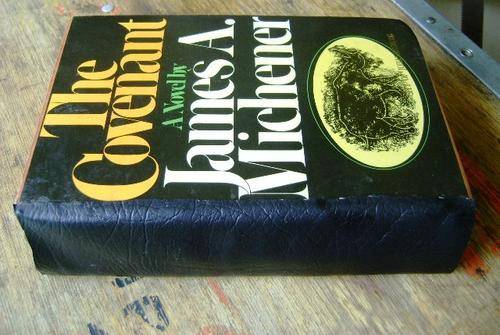 The
Covenant
A Novel by
James A.
Michener